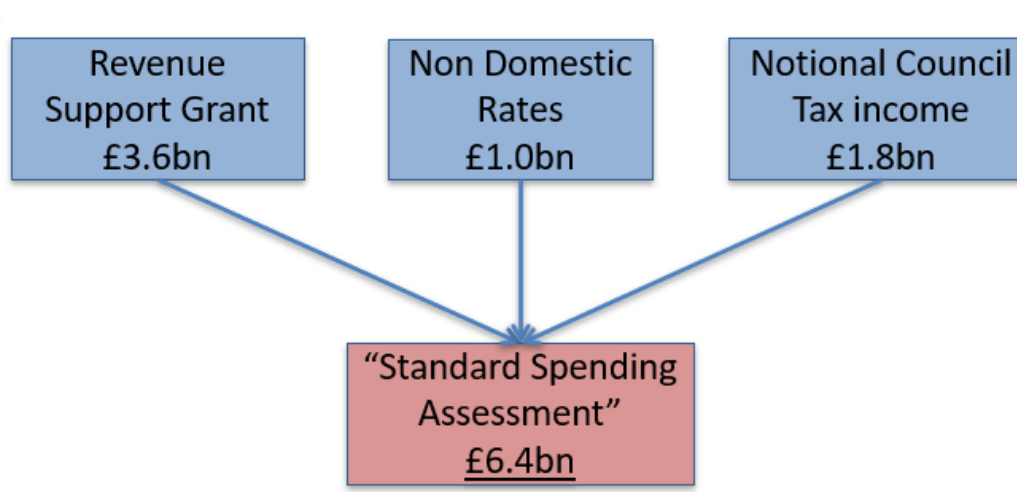 Revenue
Support Grant
£3.6bn
Non Domestic
Rates
£1.0bn
Notional Council
Tax income
£1.8bn
“Standard Spending
Assessment”
£6.4bn